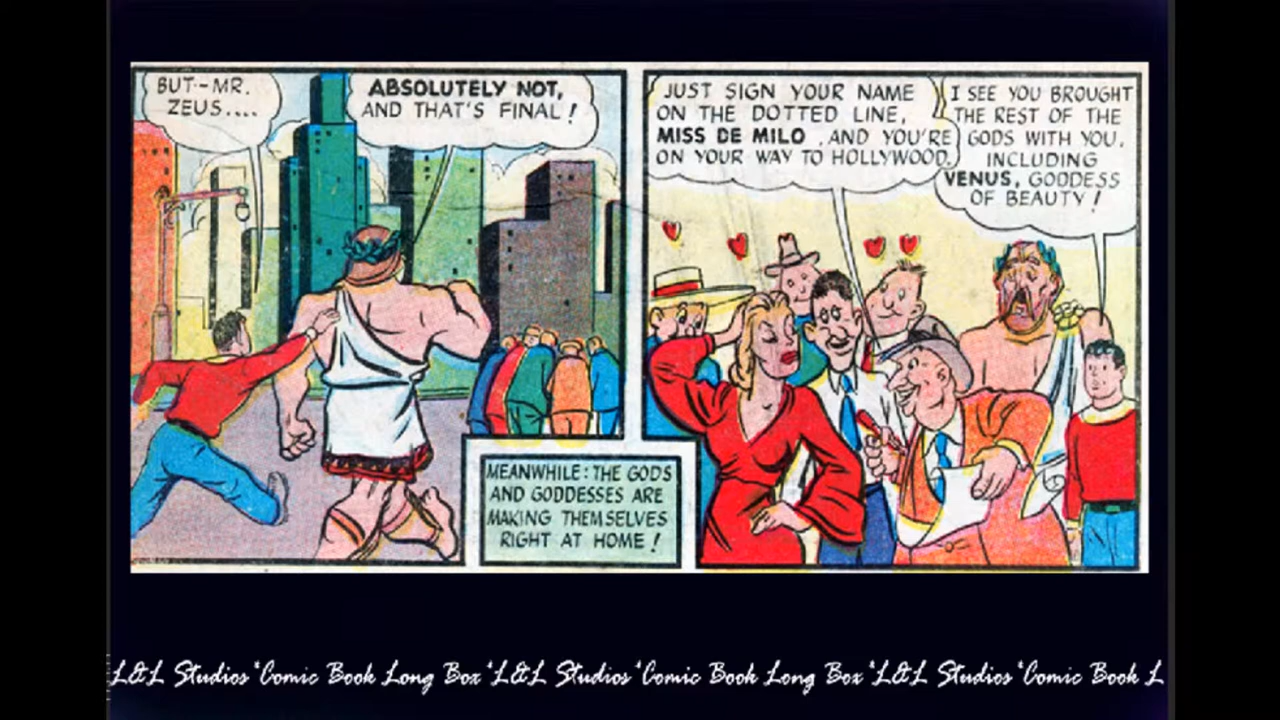 BUT-- MR.
ZEUS....
ABSOLUTELY NOT,
AND THAT'S FINAL!
MEANWHILE: THE GODS
AND GODDESSES ARE
MAKING THEMSELVES
RIGHT AT HOME!
JUST SIGN YOUR NAME
ON THE DOTTED LINE,
MISS DE MILO, AND YOU'RE
ON YOUR WAY TO HOLLYWOOD.
I SEE YOU BROUGHT
THE REST OF THE
GODS WITH YOU,
INCLUDING
VENUS, GODDESS
OF BEAUTY!
L&L Studios 'Comic Book Long Box 'L&L Studios 'Comic Book Long Box 'L&L Studios 'Comic Book L